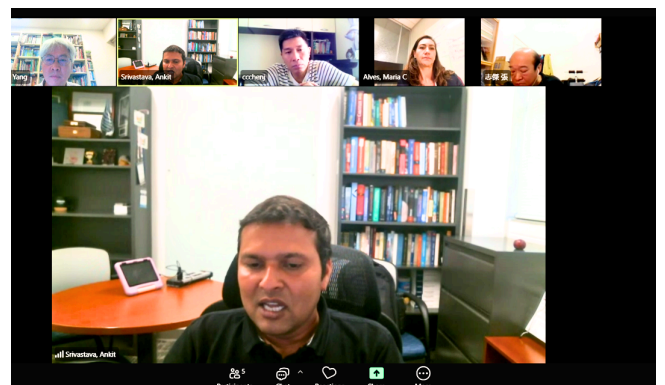 Yang
Srivastava, Ankit
ccchenj
Alves, Maria C
志傑 張
Srivastava, Ankit
5